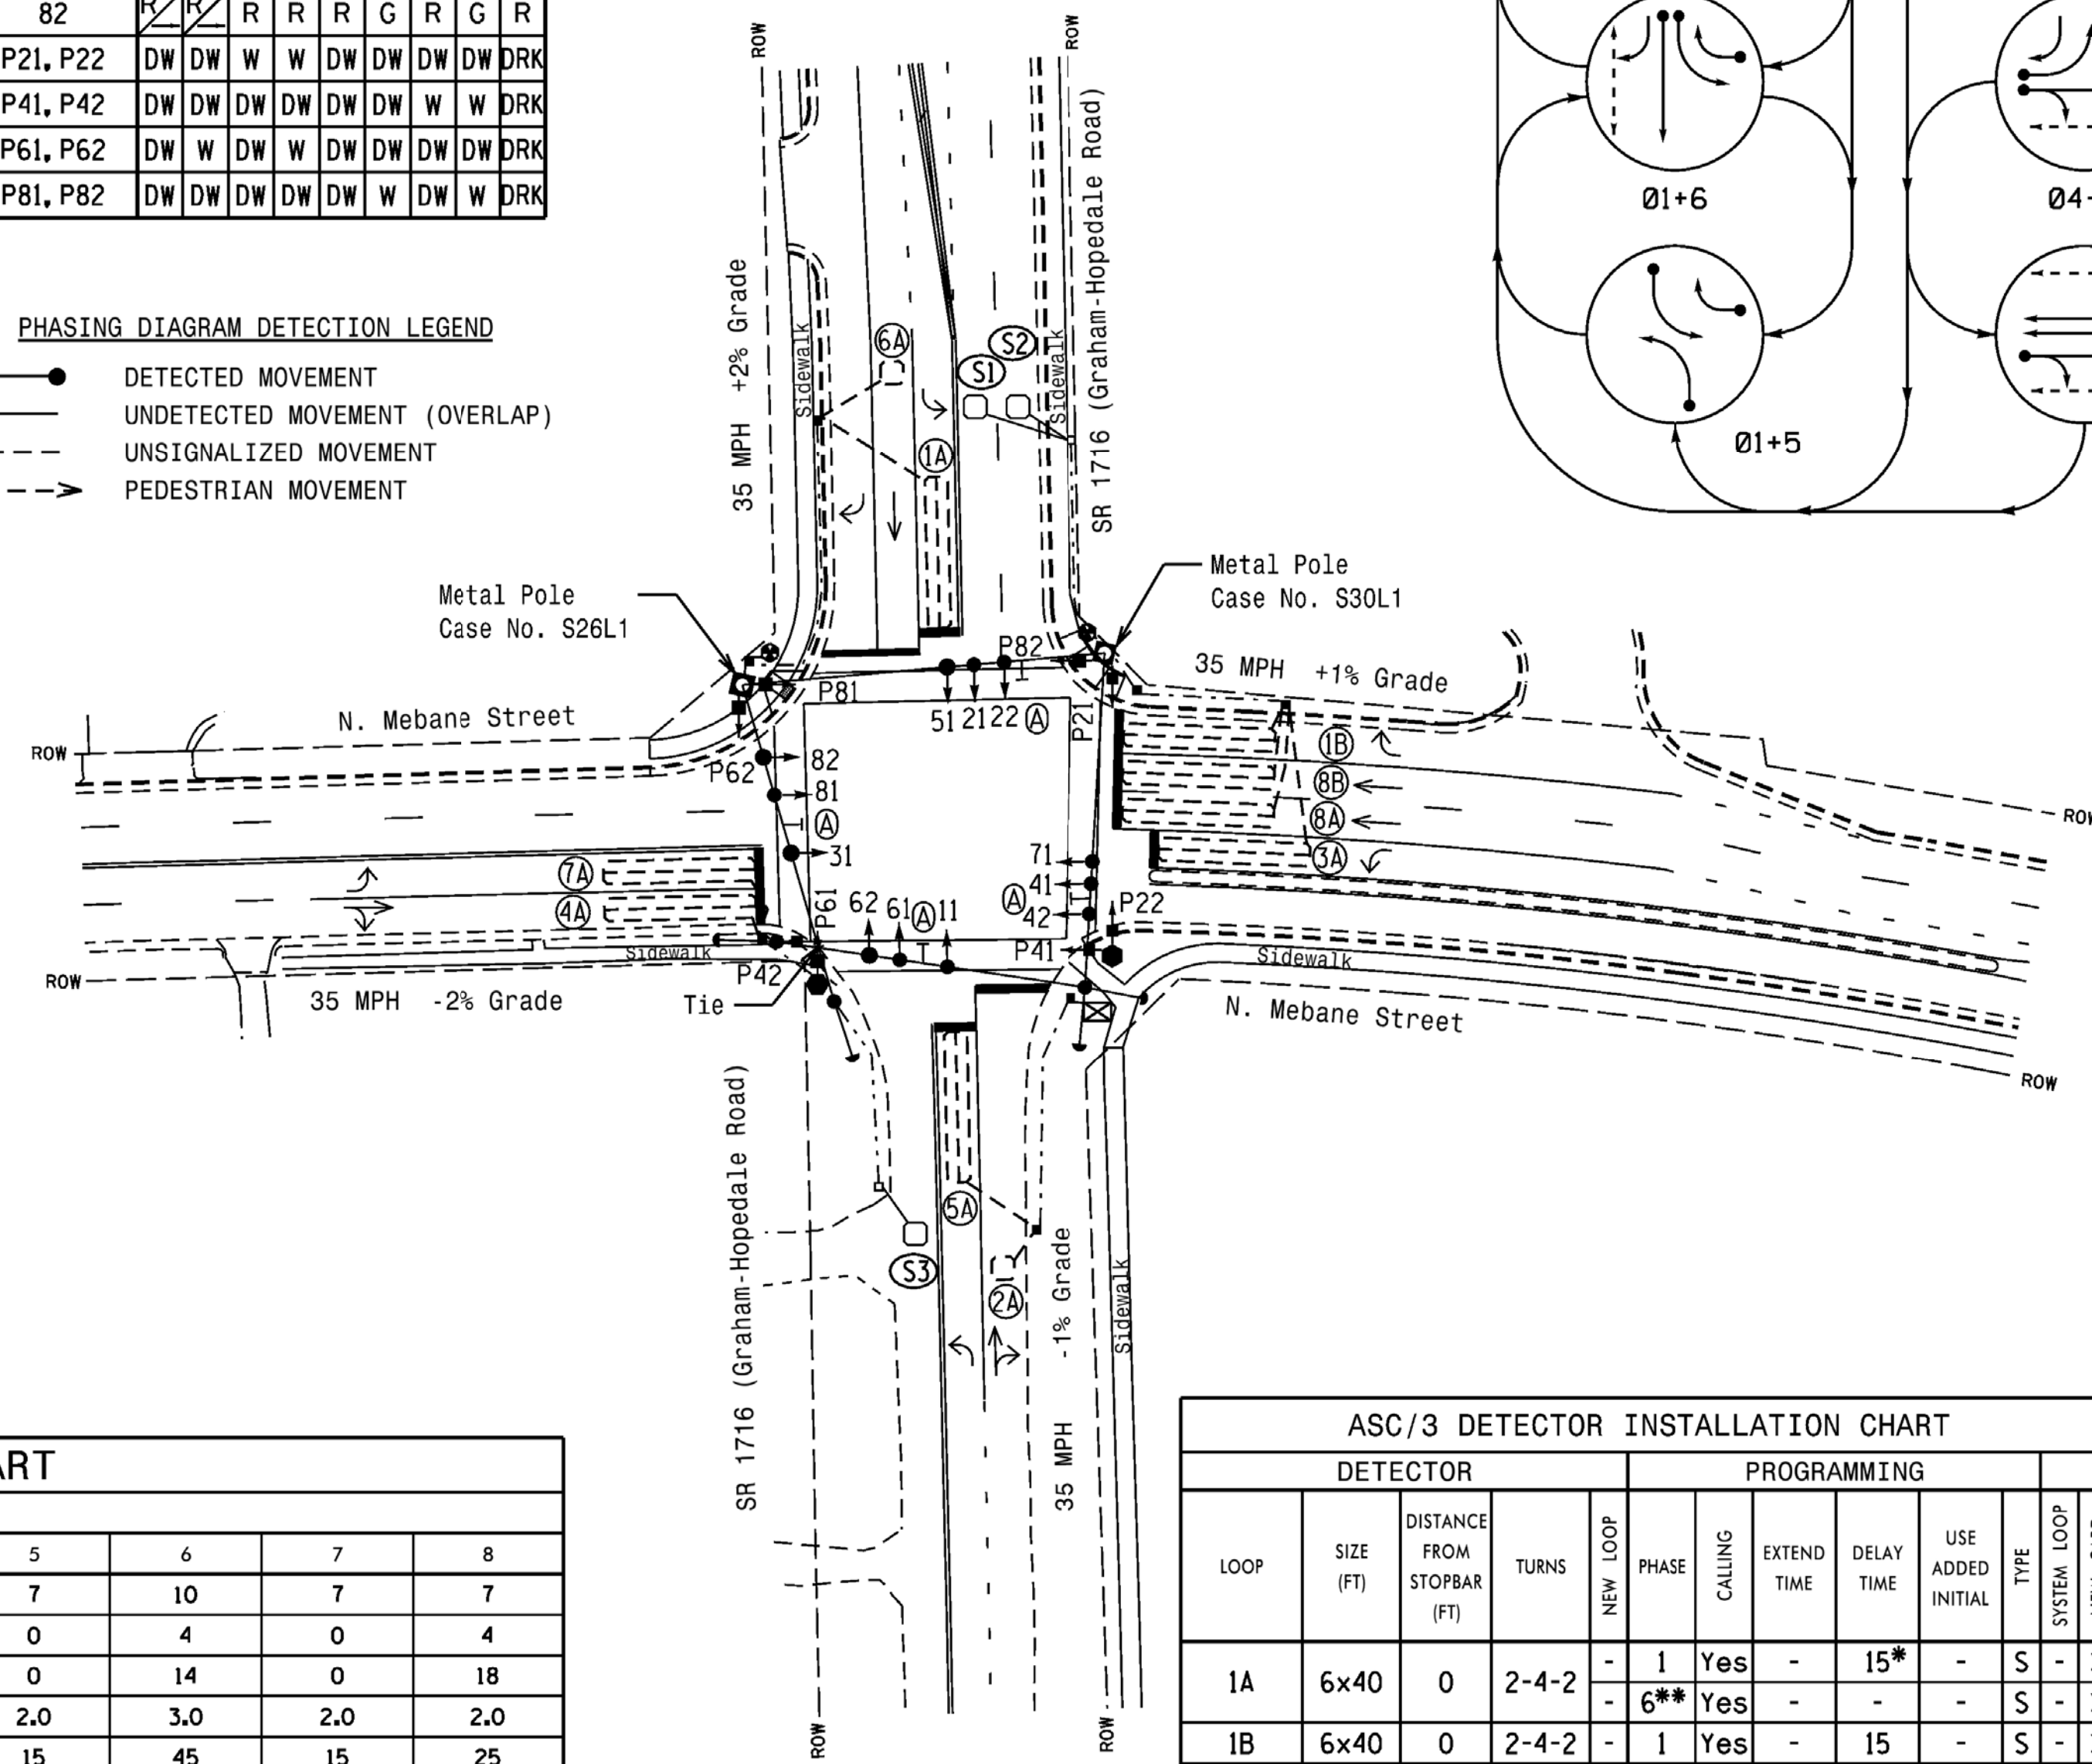 82 R R R R R G R G R
P21, P22 DW DW W W DW DW DW DW DRK
P41, P42 DW DW DW DW DW DW W W DRK
P61, P62 DW W DW W DW DW DW DW DRK
P81, P82 DW DW DW DW DW W DW W DRK
PHASING DIAGRAM DETECTION LEGEND
DETECTED MOVEMENT
UNDETECTED MOVEMENT (OVERLAP)
UNSIGNALIZED MOVEMENT
PEDESTRIAN MOVEMENT
Ø1+6
Ø4-
Ø1+5
ROW
ROW
35 MPH +2% Grade
Sidewalk
6A
S2
S1
1A
Sidewalk
SR 1716 (Graham-Hopedale Road)
Metal Pole
Case No. S26L1
Metal Pole
Case No. S30L1
P82
P81
51 21 22 A
P21
35 MPH +1% Grade
N. Mebane Street
ROW
P62
82
81
A
31
1B
8B
8A
3A
ROW
7A
4A
71
41
A
42
P22
P61
62 61 A 11
P41
Sidewalk
P42
Sidewalk
ROW
35 MPH -2% Grade
Tie
N. Mebane Street
ROW
SR 1716 (Graham-Hopedale Road)
5A
S3
2A
35 MPH -1% Grade
Sidewalk
ROW
ROW
ART
5 6 7 8
7 10 7 7
0 4 0 4
0 14 0 18
2.0 3.0 2.0 2.0
15 45 15 25
ASC/3 DETECTOR INSTALLATION CHART
DETECTOR PROGRAMMING
LOOP
SIZE
(FT)
DISTANCE
FROM
STOPBAR
(FT)
TURNS
NEW LOOP
PHASE
CALLING
EXTEND
TIME
DELAY
TIME
USE
ADDED
INITIAL
TYPE
SYSTEM LOOP
1A 6x40 0 2-4-2 - 1 Yes - 15* - S -
- 6** Yes - - - S -
1B 6x40 0 2-4-2 - 1 Yes - 15 - S -